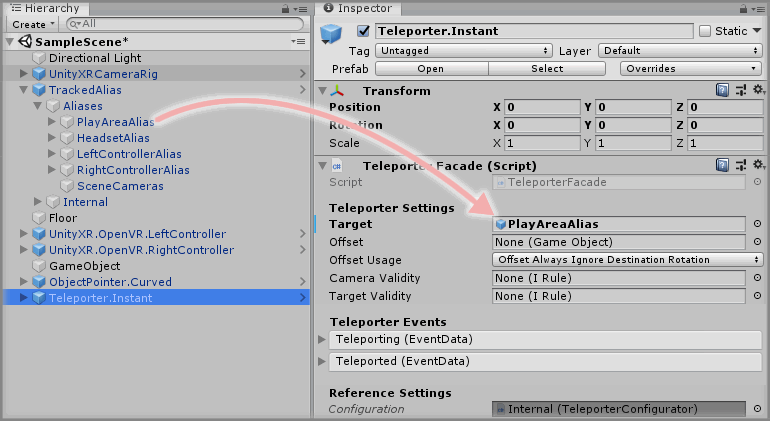 Hierarchy
Create
All
SampleScene*
Directional Light
UnityXRCameraRig
TrackedAlias
Aliases
PlayAreaAlias
HeadsetAlias
LeftControllerAlias
RightControllerAlias
SceneCameras
Internal
Floor
UnityXR.OpenVR.LeftController
UnityXR.OpenVR.RightController
GameObject
ObjectPointer.Curved
Teleporter.Instant
Inspector
Teleporter.Instant Static
Tag Untagged Layer Default
Prefab Open Select Overrides
Transform
Position X 0 Y 0 Z 0
Rotation X 0 Y 0 Z 0
Scale X 1 Y 1 Z 1
Teleporter Facade (Script)
Script TeleporterFacade
Teleporter Settings
Target PlayAreaAlias
Offset None (Game Object)
Offset Usage Offset Always Ignore Destination Rotation
Camera Validity None (I Rule)
Target Validity None (I Rule)
Teleporter Events
Teleporting (EventData)
Teleported (EventData)
Reference Settings
Configuration Internal (TeleporterConfigurator)